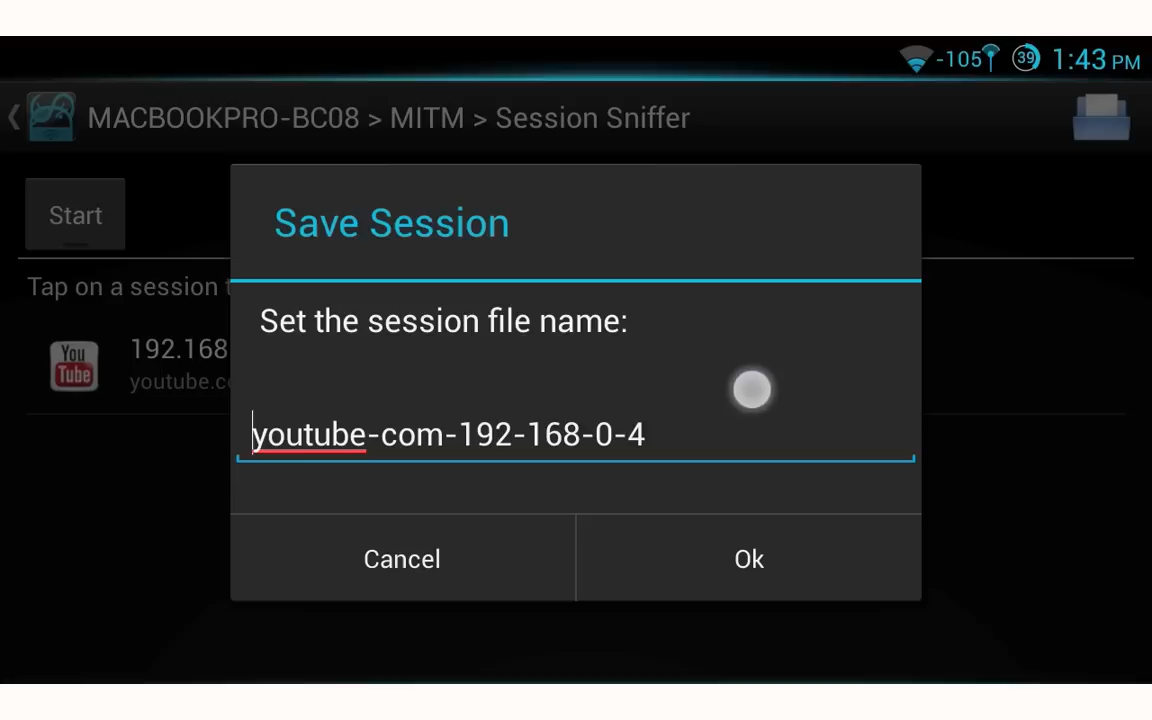 -105 39 1:43 PM
MACBOOKPRO-BC08 > MITM > Session Sniffer
Start
Save Session
Tap on a session
Set the session file name:
You
Tube
192.168
youtube.c
youtube-com-192-168-0-4
Cancel Ok